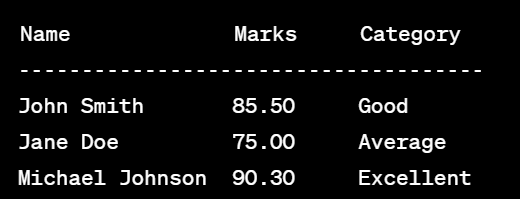 Name             Marks     Category
-------------------------------------
John Smith       85.50     Good
Jane Doe         75.00     Average
Michael Johnson  90.30     Excellent